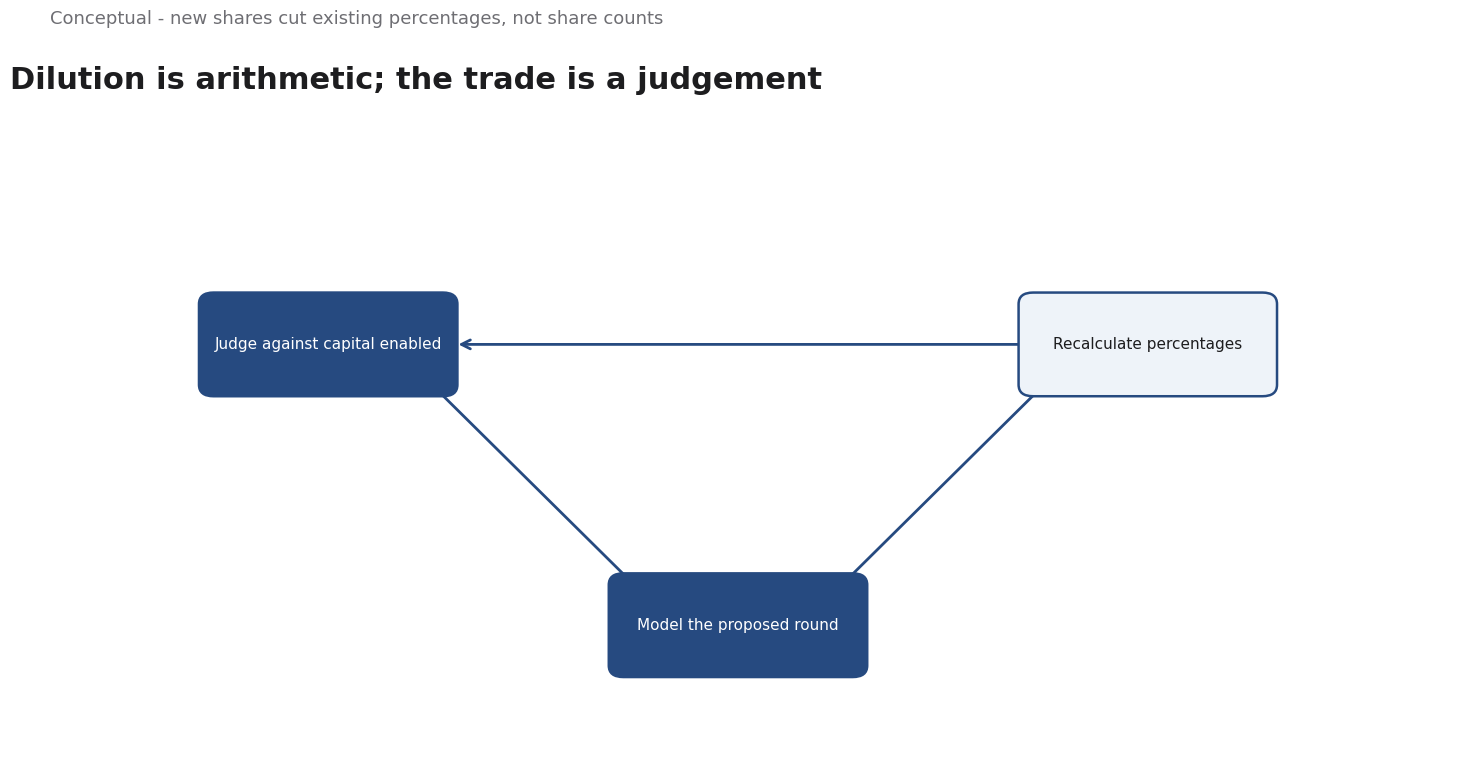 Conceptual - new shares cut existing percentages, not share counts
Dilution is arithmetic; the trade is a judgement
Judge against capital enabled
Recalculate percentages
Model the proposed round